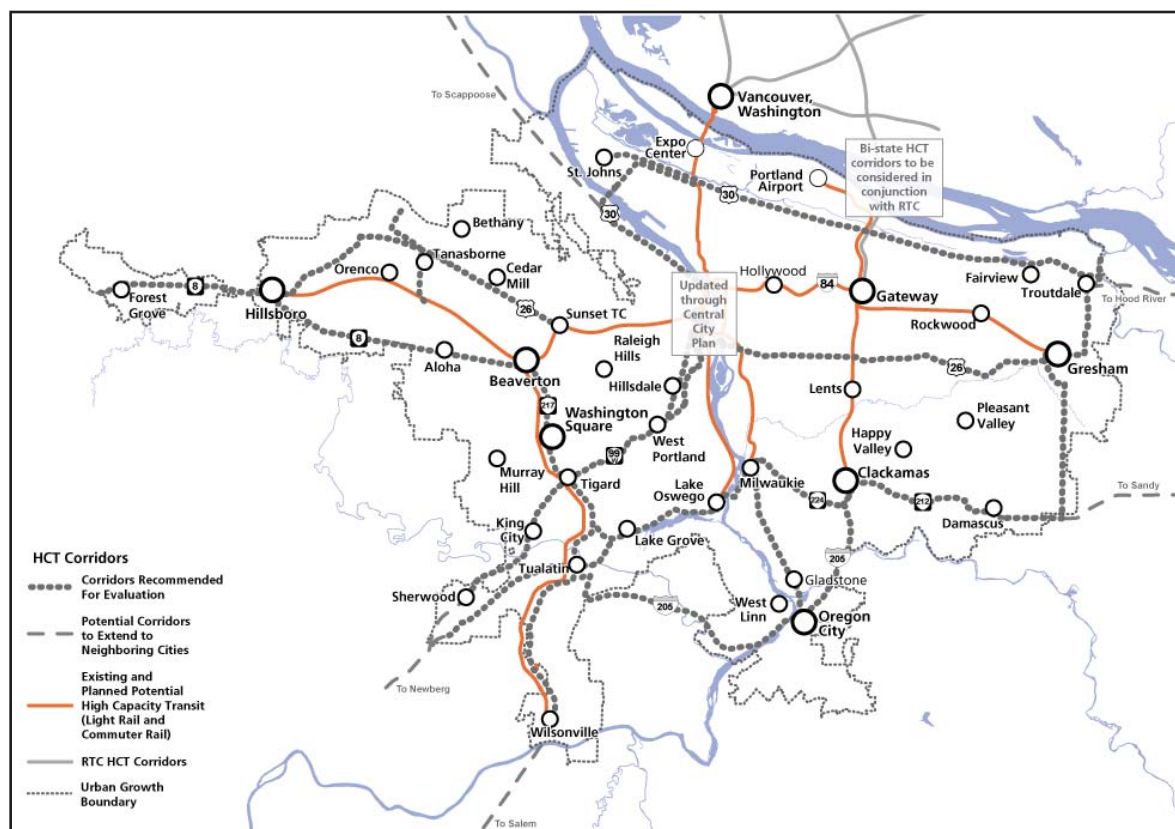 To Scappoose
Vancouver,
Washington
Expo
Center
St. Johns
Portland
Airport
Bi-state HCT
corridors to be
considered in
conjunction
with RTC
30
30
Bethany
Tanasborne
Orenco
Cedar
Mill
8
Forest
Grove
Hillsboro
26
Sunset TC
Updated
through
Central
City
Plan
Hollywood
84
Gateway
Fairview
Troutdale
To Hood River
Rockwood
8
Aloha
Beaverton
Raleigh
Hills
Hillsdale
26
Gresham
217
Washington
Square
Lents
Pleasant
Valley
Happy
Valley
99
W
West
Portland
Murray
Hill
Tigard
Lake
Oswego
Milwaukie
Clackamas
224
212
To Sandy
Damascus
King
City
Lake Grove
Tualatin
205
Gladstone
Sherwood
205
West
Linn
Oregon
City
To Newberg
Wilsonville
To Salem
HCT Corridors
Corridors Recommended
For Evaluation
Potential Corridors
to Extend to
Neighboring Cities
Existing and
Planned Potential
High Capacity Transit
(Light Rail and
Commuter Rail)
RTC HCT Corridors
Urban Growth
Boundary